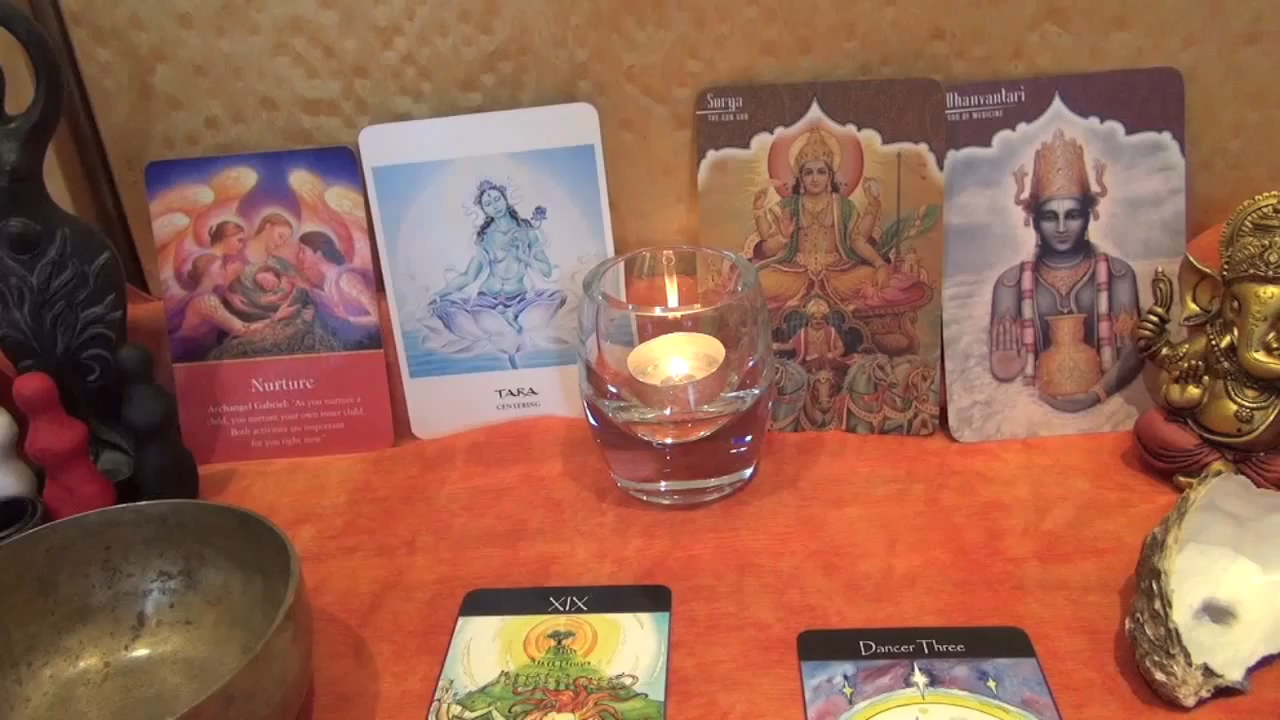 Nurture
Archangel Gabriel: "As you nurture a
child, you nurture your own inner child.
Both activities are important
for you right now."
TARA
CENTERING
Surya
THE SUN GOD
Dhanvantari
GOD OF MEDICINE
XIX
Dancer Three